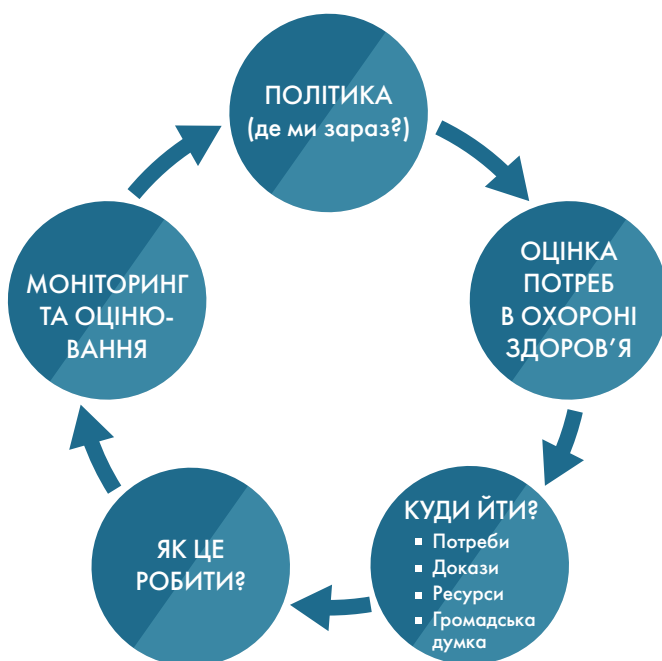 ПОЛІТИКА
(де ми зараз?)
ОЦІНКА
ПОТРЕБ
В ОХОРОНІ
ЗДОРОВ’Я
КУДИ ЙТИ?
▪ Потреби
▪ Докази
▪ Ресурси
▪ Громадська
думка
ЯК ЦЕ
РОБИТИ?
МОНІТОРИНГ
ТА ОЦІНЮ-
ВАННЯ